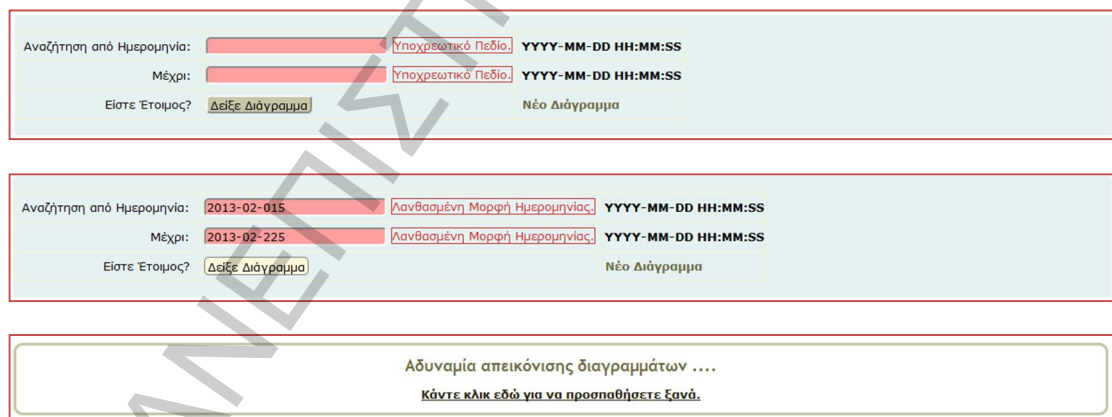 Αναζήτηση από Ημερομηνία: Υποχρεωτικό Πεδίο. YYYY-MM-DD HH:MM:SS
Μέχρι: Υποχρεωτικό Πεδίο. YYYY-MM-DD HH:MM:SS
Είστε Έτοιμος? Δείξε Διάγραμμα Νέο Διάγραμμα
Αναζήτηση από Ημερομηνία: 2013-02-015 Λανθασμένη Μορφή Ημερομηνίας. YYYY-MM-DD HH:MM:SS
Μέχρι: 2013-02-225 Λανθασμένη Μορφή Ημερομηνίας. YYYY-MM-DD HH:MM:SS
Είστε Έτοιμος? Δείξε Διάγραμμα Νέο Διάγραμμα
Αδυναμία απεικόνισης διαγραμμάτων ....
Κάντε κλικ εδώ για να προσπαθήσετε ξανά.